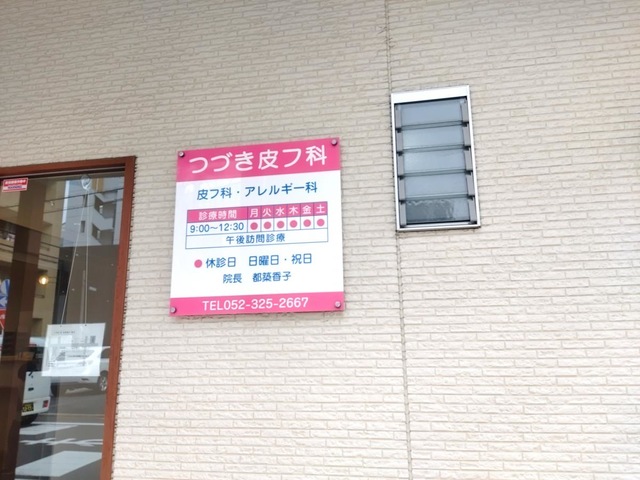 つづき皮フ科
皮フ科・アレルギー科
診療時間 月 火 水 木 金 土
9:00〜12:30 ● ● ● ● ● ●
午後訪問診療
●休診日 日曜日・祝日
院長 都築香子
TEL052-325-2667